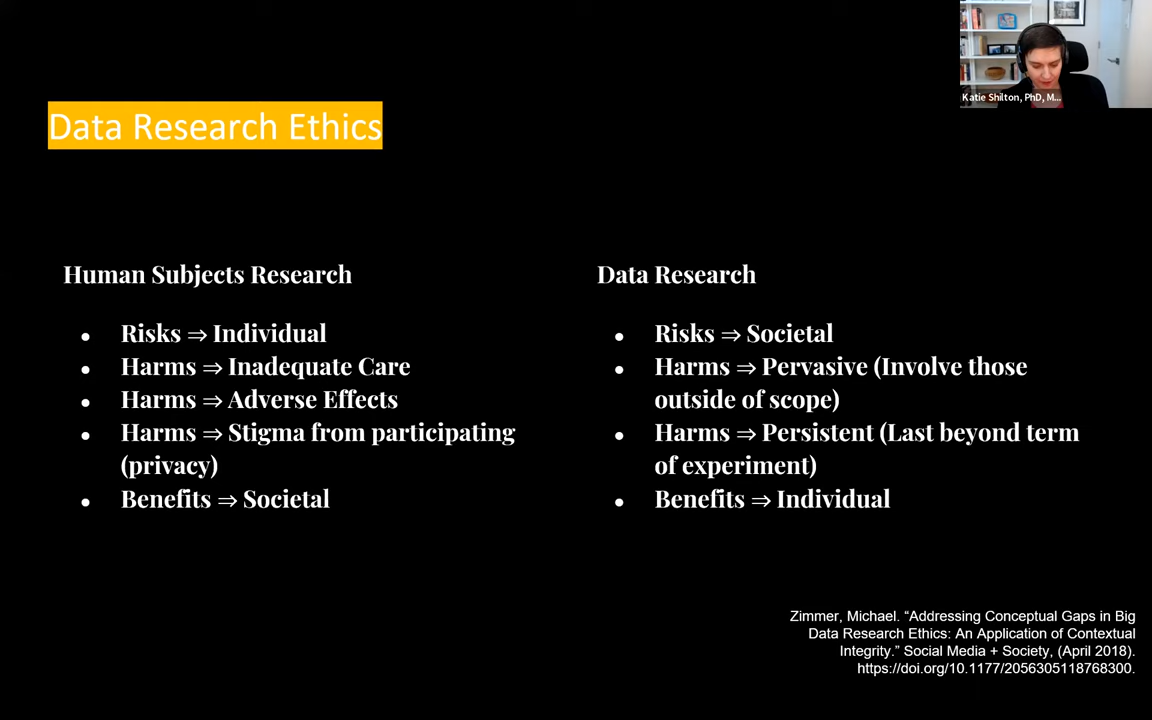 Katie Shilton, PhD, M...
Data Research Ethics
Human Subjects Research
● Risks ⇒ Individual
● Harms ⇒ Inadequate Care
● Harms ⇒ Adverse Effects
● Harms ⇒ Stigma from participating
(privacy)
● Benefits ⇒ Societal
Data Research
● Risks ⇒ Societal
● Harms ⇒ Pervasive (Involve those
outside of scope)
● Harms ⇒ Persistent (Last beyond term
of experiment)
● Benefits ⇒ Individual
Zimmer, Michael. “Addressing Conceptual Gaps in Big
Data Research Ethics: An Application of Contextual
Integrity.” Social Media + Society, (April 2018).
https://doi.org/10.1177/2056305118768300.